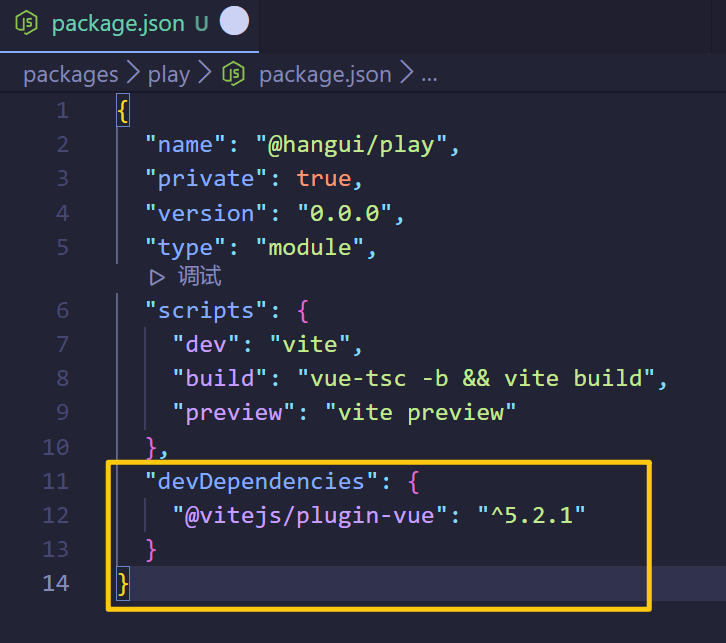 package.json U
packages > play > package.json > ...
1 {
2 "name": "@hangui/play",
3 "private": true,
4 "version": "0.0.0",
5 "type": "module",
调试
6 "scripts": {
7 "dev": "vite",
8 "build": "vue-tsc -b && vite build",
9 "preview": "vite preview"
10 },
11 "devDependencies": {
12 "@vitejs/plugin-vue": "^5.2.1"
13 }
14 }